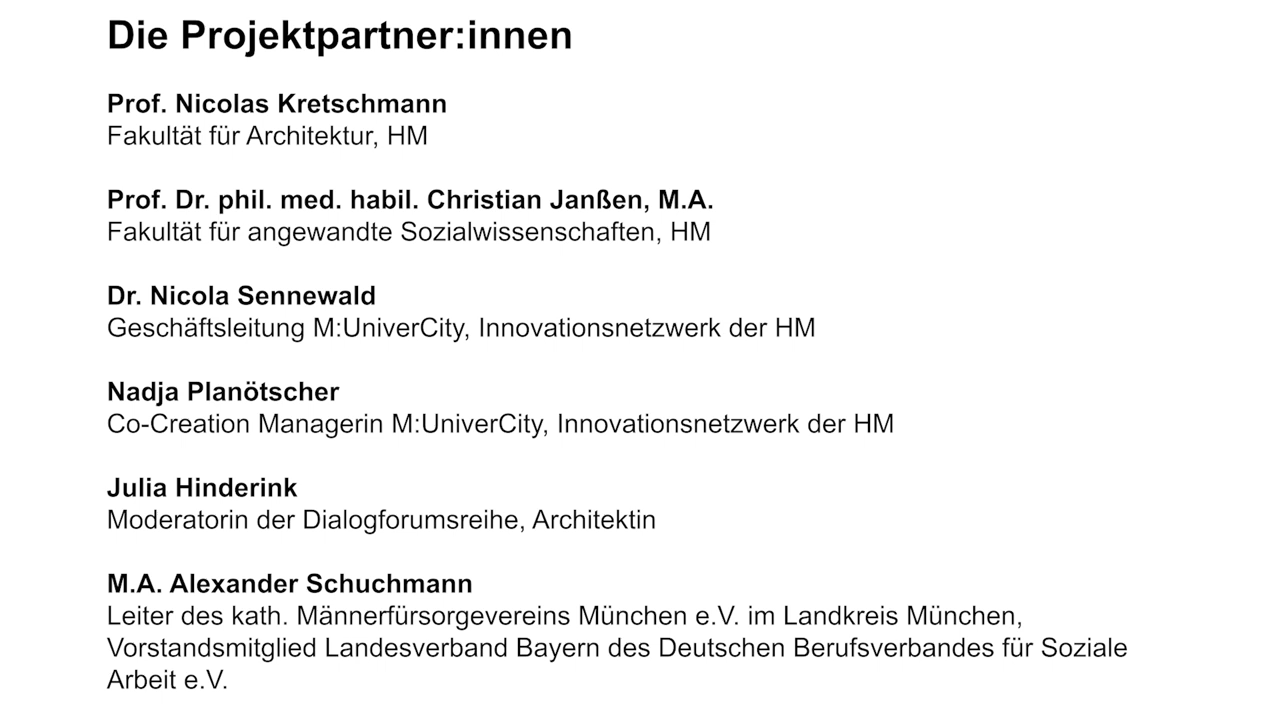 Die Projektpartner:innen
Prof. Nicolas Kretschmann
Fakultät für Architektur, HM
Prof. Dr. phil. med. habil. Christian Janßen, M.A.
Fakultät für angewandte Sozialwissenschaften, HM
Dr. Nicola Sennewald
Geschäftsleitung M:UniverCity, Innovationsnetzwerk der HM
Nadja Planötscher
Co-Creation Managerin M:UniverCity, Innovationsnetzwerk der HM
Julia Hinderink
Moderatorin der Dialogforumsreihe, Architektin
M.A. Alexander Schuchmann
Leiter des kath. Männerfürsorgevereins München e.V. im Landkreis München,
Vorstandsmitglied Landesverband Bayern des Deutschen Berufsverbandes für Soziale
Arbeit e.V.